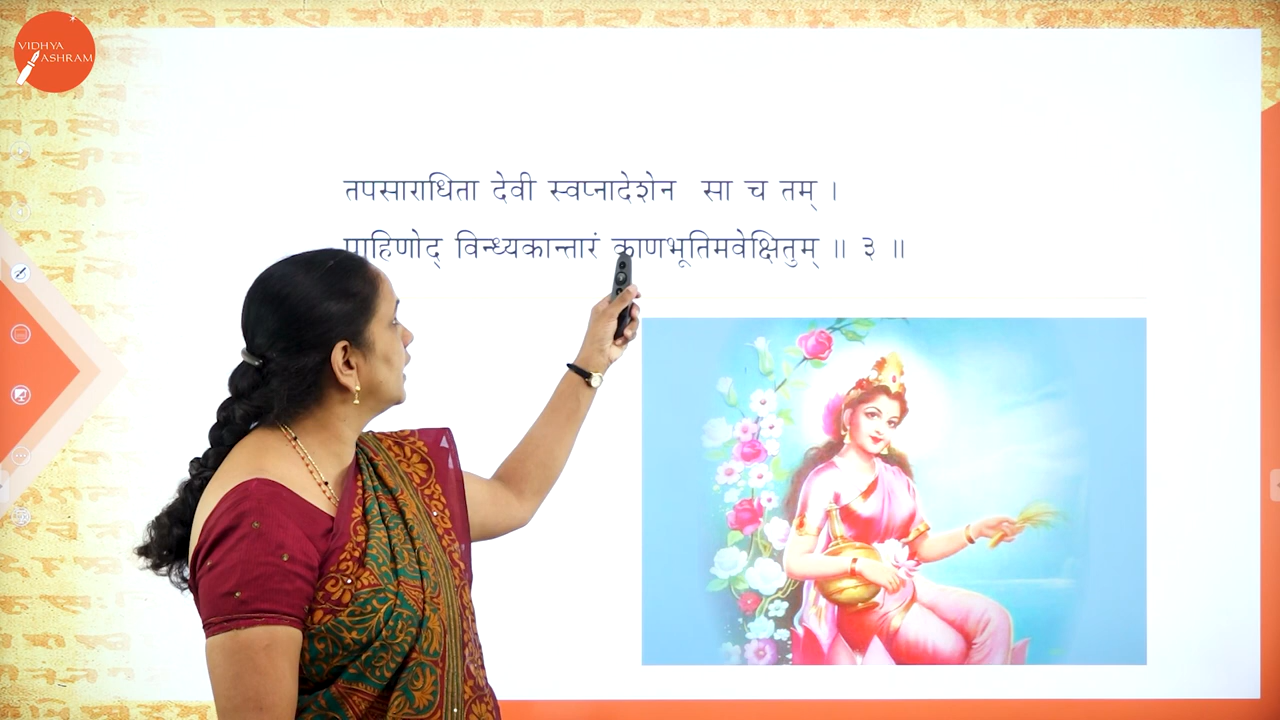 VIDHYA
ASHRAM
तपसाराधिता देवी स्वप्नादेशेन सा च तम् ।
विन्ध्यकान्तारं काणभूतिमवेक्षितुम् ॥ ३ ॥